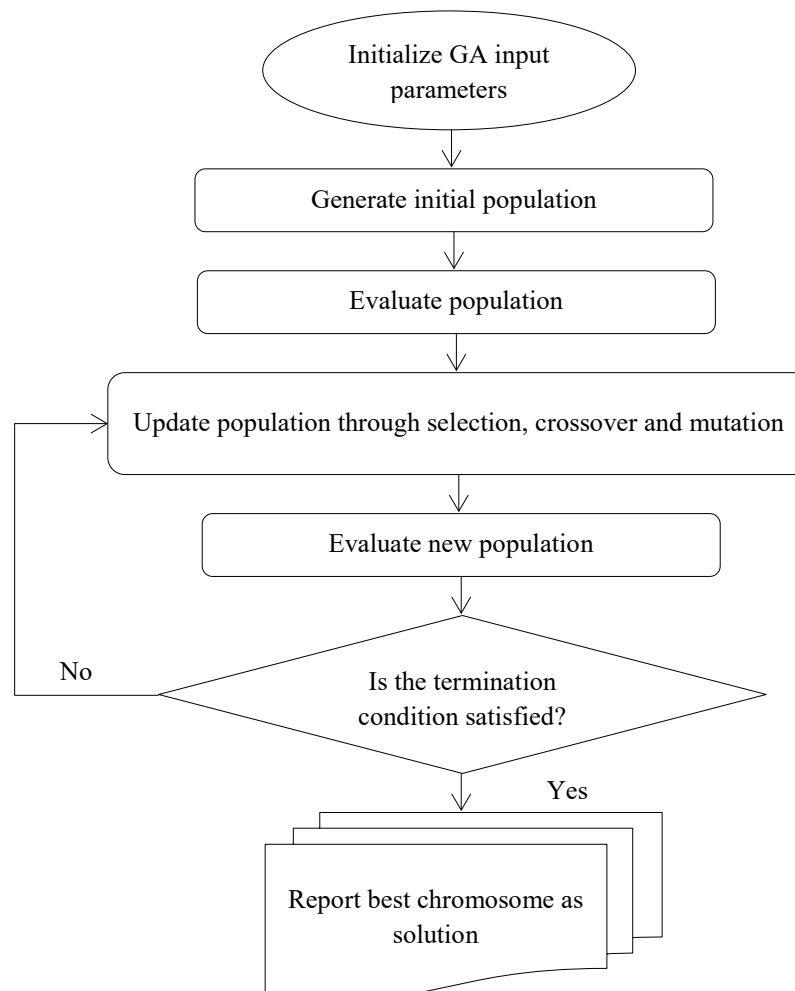 Initialize GA input
parameters
Generate initial population
Evaluate population
Update population through selection, crossover and mutation
Evaluate new population
No
Is the termination
condition satisfied?
Yes
Report best chromosome as
solution